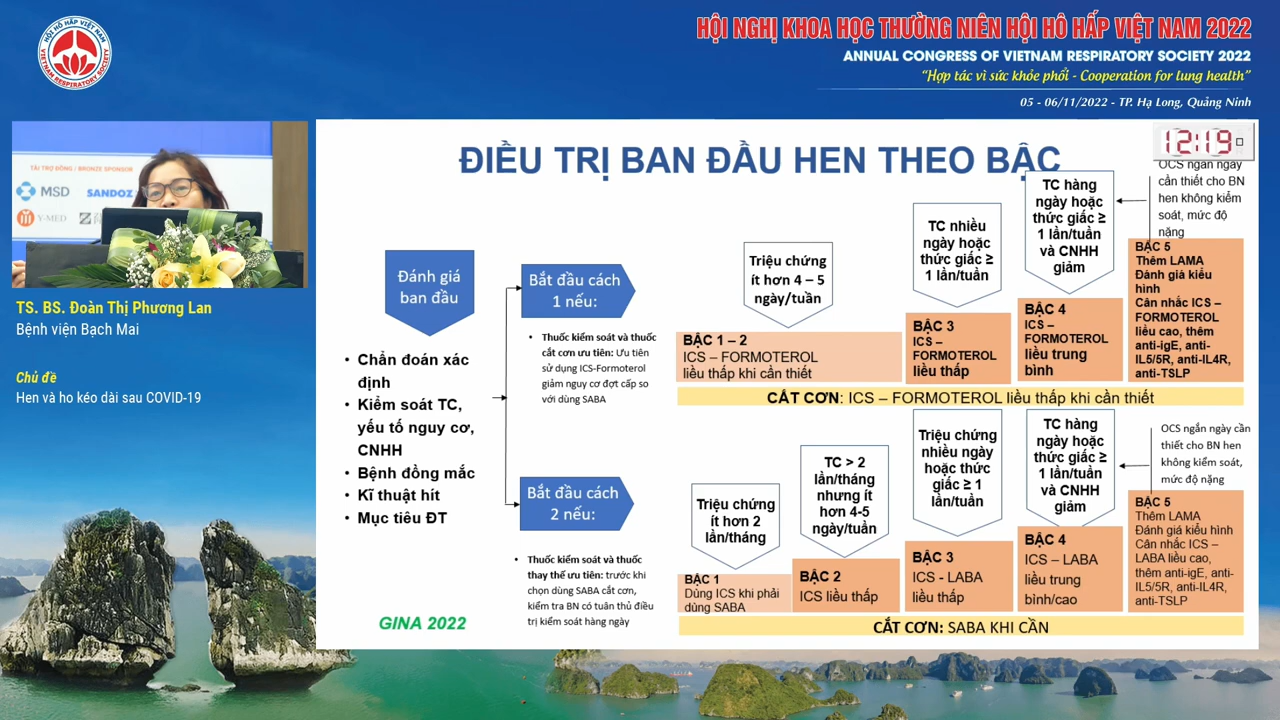 HỘI HÔ HẤP VIỆT NAM
VIETNAM RESPIRATORY SOCIETY
HỘI NGHỊ KHOA HỌC THƯỜNG NIÊN HỘI HÔ HẤP VIỆT NAM 2022
ANNUAL CONGRESS OF VIETNAM RESPIRATORY SOCIETY 2022
“Hợp tác vì sức khỏe phổi - Cooperation for lung health”
05 - 06/11/2022 - TP. Hạ Long, Quảng Ninh
TÀI TRỢ ĐỒNG / BRONZE SPONSOR
MSD
SANDOZ
Y-MED
TS. BS. Đoàn Thị Phương Lan
Bệnh viện Bạch Mai
Chủ đề
Hen và ho kéo dài sau COVID-19
12:19
ĐIỀU TRỊ BAN ĐẦU HEN THEO BẬC
Đánh giá
ban đầu
• Chẩn đoán xác
định
• Kiểm soát TC,
yếu tố nguy cơ,
CNHH
• Bệnh đồng mắc
• Kĩ thuật hít
• Mục tiêu ĐT
GINA 2022
Bắt đầu cách
1 nếu:
• Thuốc kiểm soát và thuốc
cắt cơn ưu tiên: Ưu tiên
sử dụng ICS-Formoterol
giảm nguy cơ đợt cấp so
với dùng SABA
Triệu chứng
ít hơn 4 – 5
ngày/tuần
TC nhiều
ngày hoặc
thức giấc ≥
1 lần/tuần
TC hàng
ngày hoặc
thức giấc ≥
1 lần/tuần
và CNHH
giảm
OCS ngắn ngày
cần thiết cho BN
hen không kiểm
soát, mức độ
nặng
BẬC 1 – 2
ICS – FORMOTEROL
liều thấp khi cần thiết
BẬC 3
ICS –
FORMOTEROL
liều thấp
BẬC 4
ICS –
FORMOTEROL
liều trung
bình
BẬC 5
Thêm LAMA
Đánh giá kiểu
hình
Cân nhắc ICS –
FORMOTEROL
liều cao, thêm
anti-igE, anti-
IL5/5R, anti-IL4R,
anti-TSLP
CẮT CƠN: ICS – FORMOTEROL liều thấp khi cần thiết
Bắt đầu cách
2 nếu:
• Thuốc kiểm soát và thuốc
thay thế ưu tiên: trước khi
chọn dùng SABA cắt cơn,
kiểm tra BN có tuân thủ điều
trị kiểm soát hàng ngày
Triệu chứng
ít hơn 2
lần/tháng
TC > 2
lần/tháng
nhưng ít
hơn 4-5
ngày/tuần
Triệu chứng
nhiều ngày
hoặc thức
giấc ≥ 1
lần/tuần
TC hàng
ngày hoặc
thức giấc ≥
1 lần/tuần
và CNHH
giảm
OCS ngắn ngày cần
thiết cho BN hen
không kiểm soát,
mức độ nặng
BẬC 1
Dùng ICS khi phải
dùng SABA
BẬC 2
ICS liều thấp
BẬC 3
ICS - LABA
liều thấp
BẬC 4
ICS – LABA
liều trung
bình/cao
BẬC 5
Thêm LAMA
Đánh giá kiểu hình
Cân nhắc ICS –
LABA liều cao,
thêm anti-igE, anti-
IL5/5R, anti-IL4R,
anti-TSLP
CẮT CƠN: SABA KHI CẦN